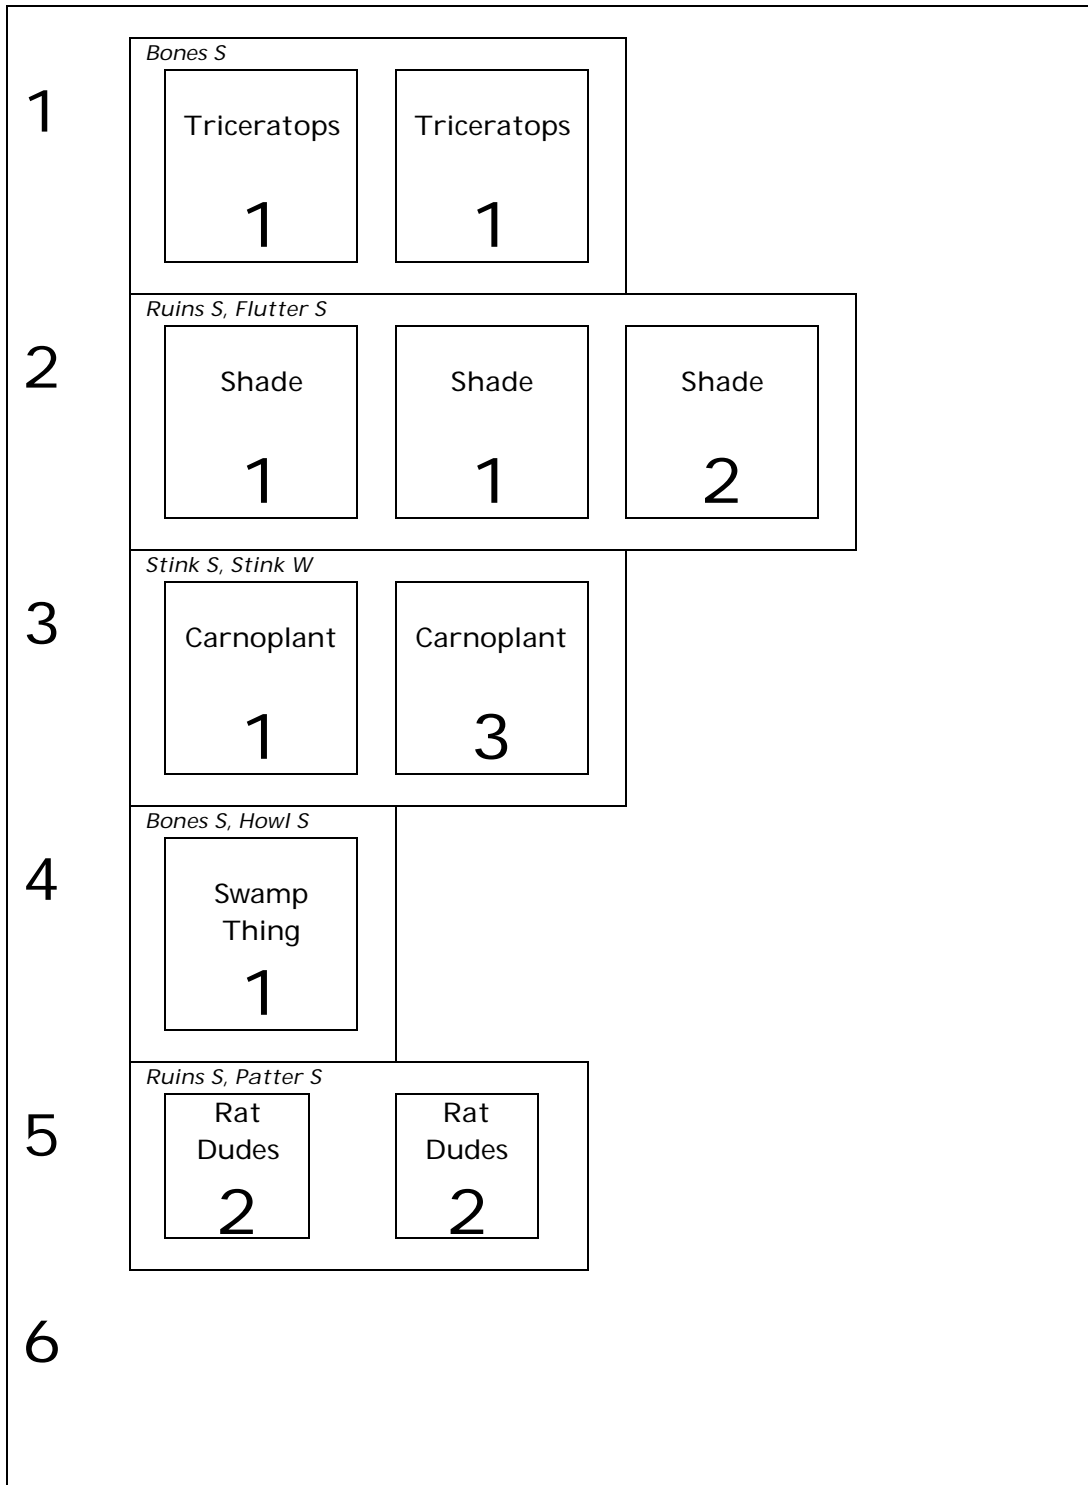 Bones S
1
Triceratops Triceratops
1 1
Ruins S, Flutter S
2
Shade Shade Shade
1 1 2
Stink S, Stink W
3
Carnoplant Carnoplant
1 3
Bones S, Howl S
4
Swamp
Thing
1
Ruins S, Patter S
5
Rat Rat
Dudes Dudes
2 2
6